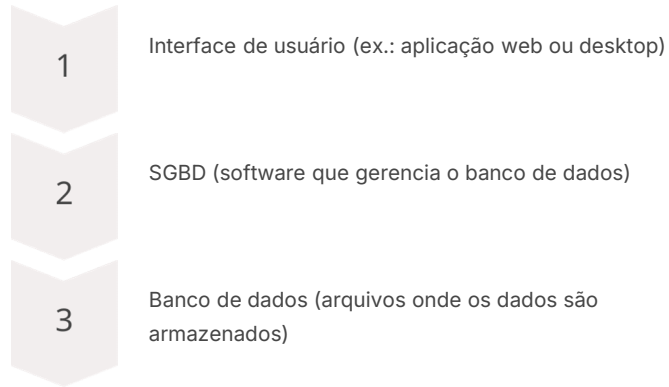 1
Interface de usuário (ex.: aplicação web ou desktop)
2
SGBD (software que gerencia o banco de dados)
3
Banco de dados (arquivos onde os dados são
armazenados)